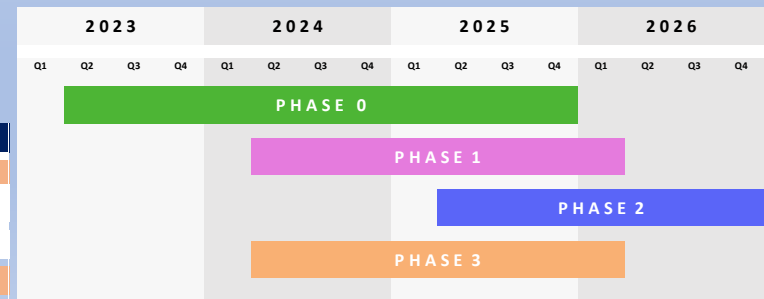 2023 2024 2025 2026
Q1 Q2 Q3 Q4 Q1 Q2 Q3 Q4 Q1 Q2 Q3 Q4 Q1 Q2 Q3 Q4
PHASE 0
PHASE 1
PHASE 2
PHASE 3